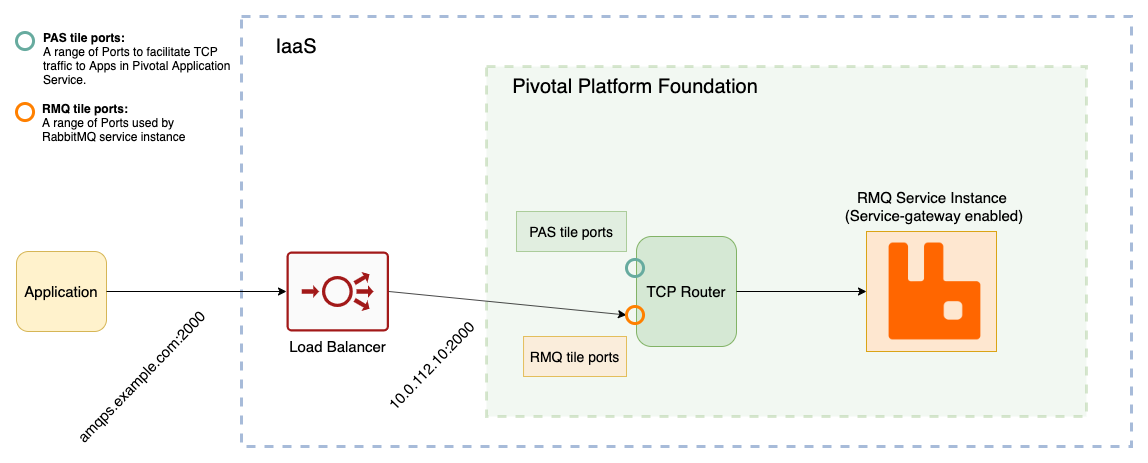 PAS tile ports:
A range of Ports to facilitate TCP
traffic to Apps in Pivotal Application
Service.
RMQ tile ports:
A range of Ports used by
RabbitMQ service instance
IaaS
Pivotal Platform Foundation
RMQ Service Instance
(Service-gateway enabled)
PAS tile ports
Application
TCP Router
Load Balancer
RMQ tile ports
amqps.example.com:2000
10.0.112.10:2000